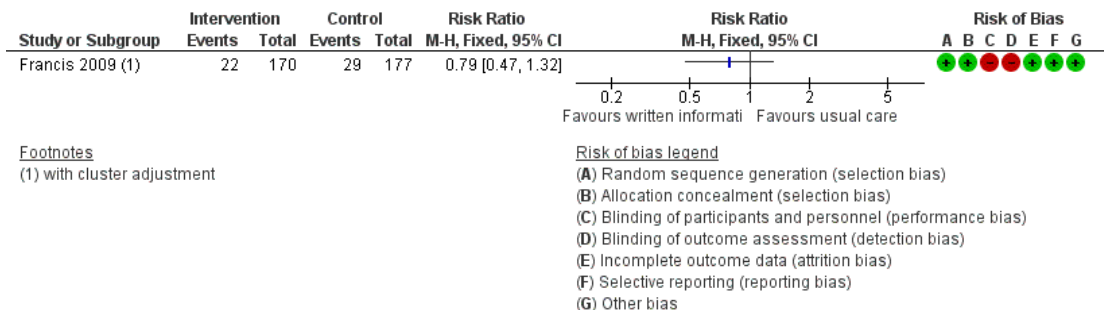 Intervention Control Risk Ratio Risk Ratio Risk of Bias
Study or Subgroup Events Total Events Total M-H, Fixed, 95% CI M-H, Fixed, 95% CI A B C D E F G
Francis 2009 (1) 22 170 29 177 0.79 [0.47, 1.32] + + − − + + +
0.2 0.5 1 2 5
Favours written informati Favours usual care
Footnotes
(1) with cluster adjustment
Risk of bias legend
(A) Random sequence generation (selection bias)
(B) Allocation concealment (selection bias)
(C) Blinding of participants and personnel (performance bias)
(D) Blinding of outcome assessment (detection bias)
(E) Incomplete outcome data (attrition bias)
(F) Selective reporting (reporting bias)
(G) Other bias